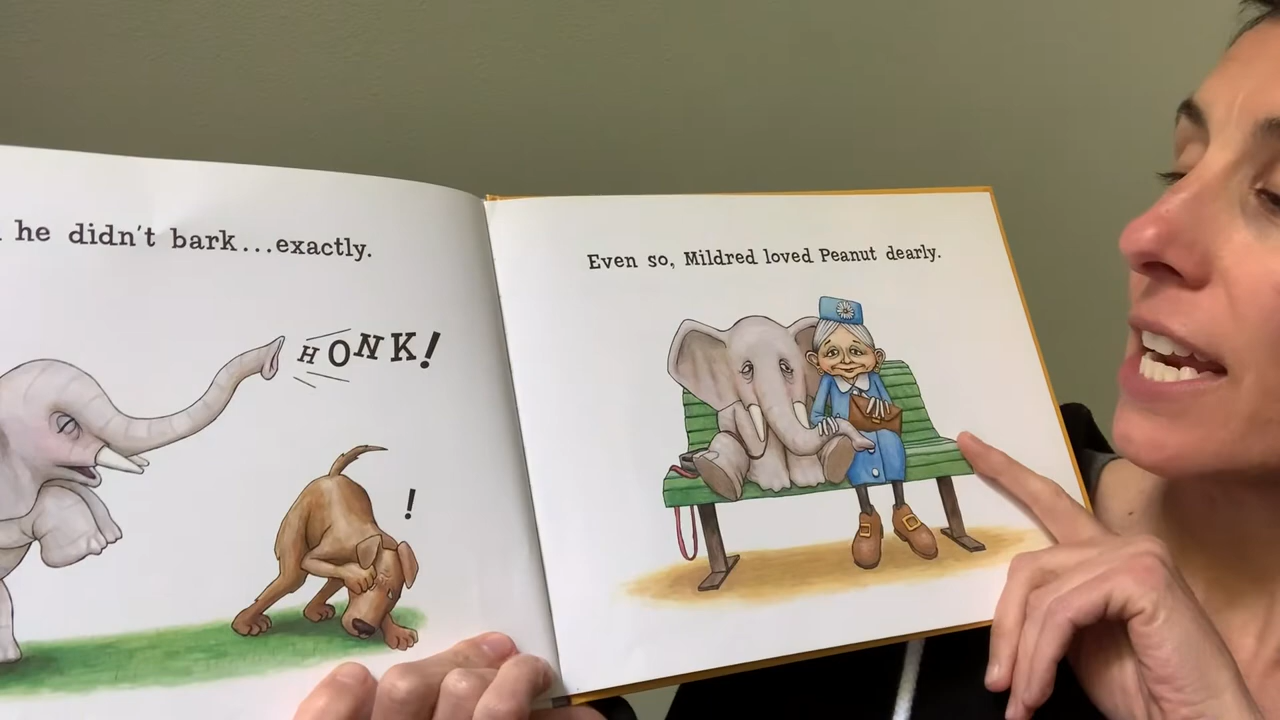 he didn't bark...exactly.
HONK!
!
Even so, Mildred loved Peanut dearly.